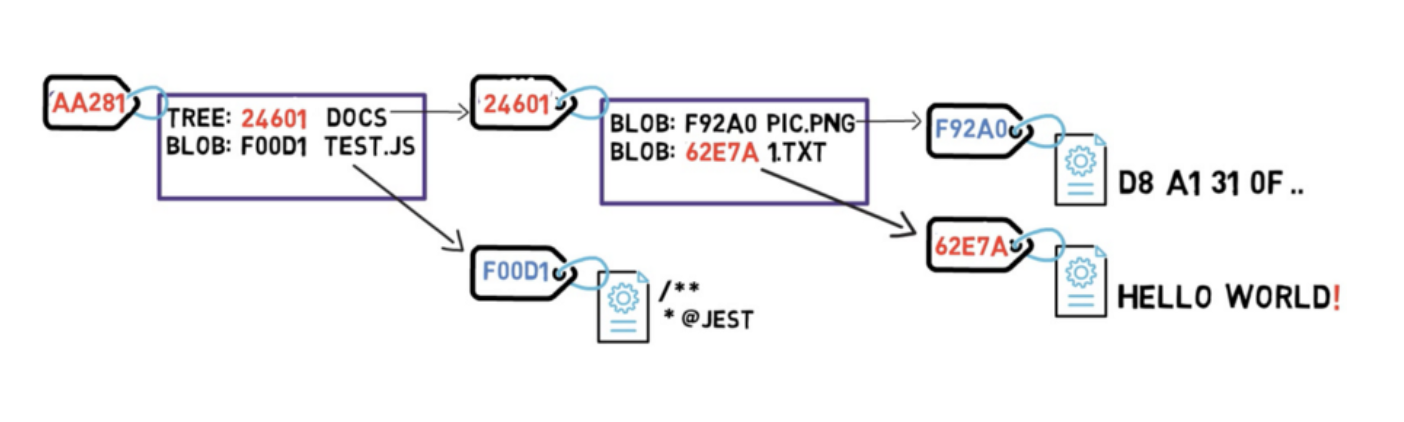 AA281
TREE: 24601 DOCS
BLOB: F00D1 TEST.JS
24601
BLOB: F92A0 PIC.PNG
BLOB: 62E7A 1.TXT
F92A0
D8 A1 31 0F ..
62E7A
HELLO WORLD!
F00D1
/**
* @JEST